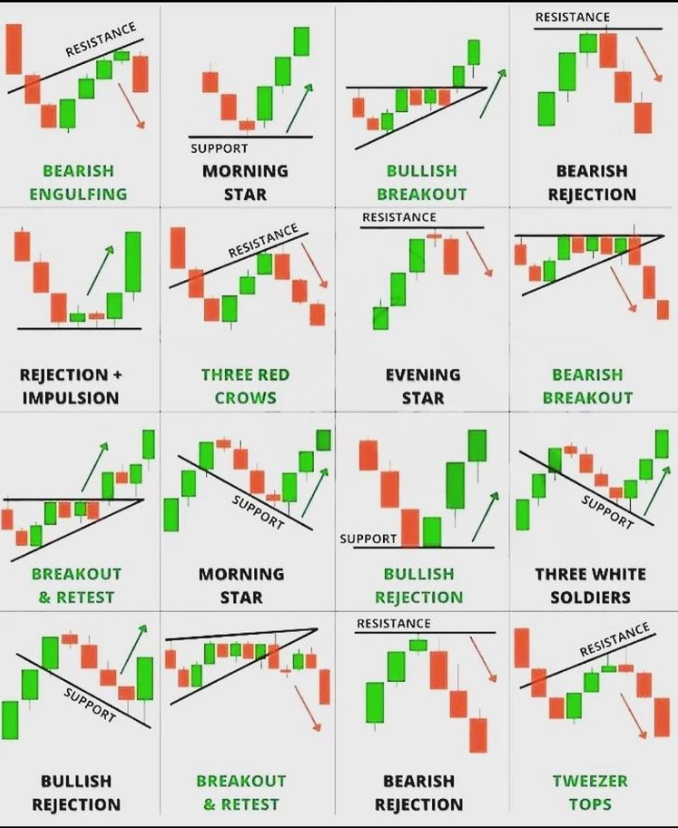 RESISTANCE
BEARISH
ENGULFING
SUPPORT
MORNING
STAR
BULLISH
BREAKOUT
RESISTANCE
BEARISH
REJECTION
REJECTION +
IMPULSION
RESISTANCE
THREE RED
CROWS
RESISTANCE
EVENING
STAR
BEARISH
BREAKOUT
BREAKOUT
& RETEST
SUPPORT
MORNING
STAR
SUPPORT
BULLISH
REJECTION
SUPPORT
THREE WHITE
SOLDIERS
SUPPORT
BULLISH
REJECTION
BREAKOUT
& RETEST
RESISTANCE
BEARISH
REJECTION
RESISTANCE
TWEEZER
TOPS